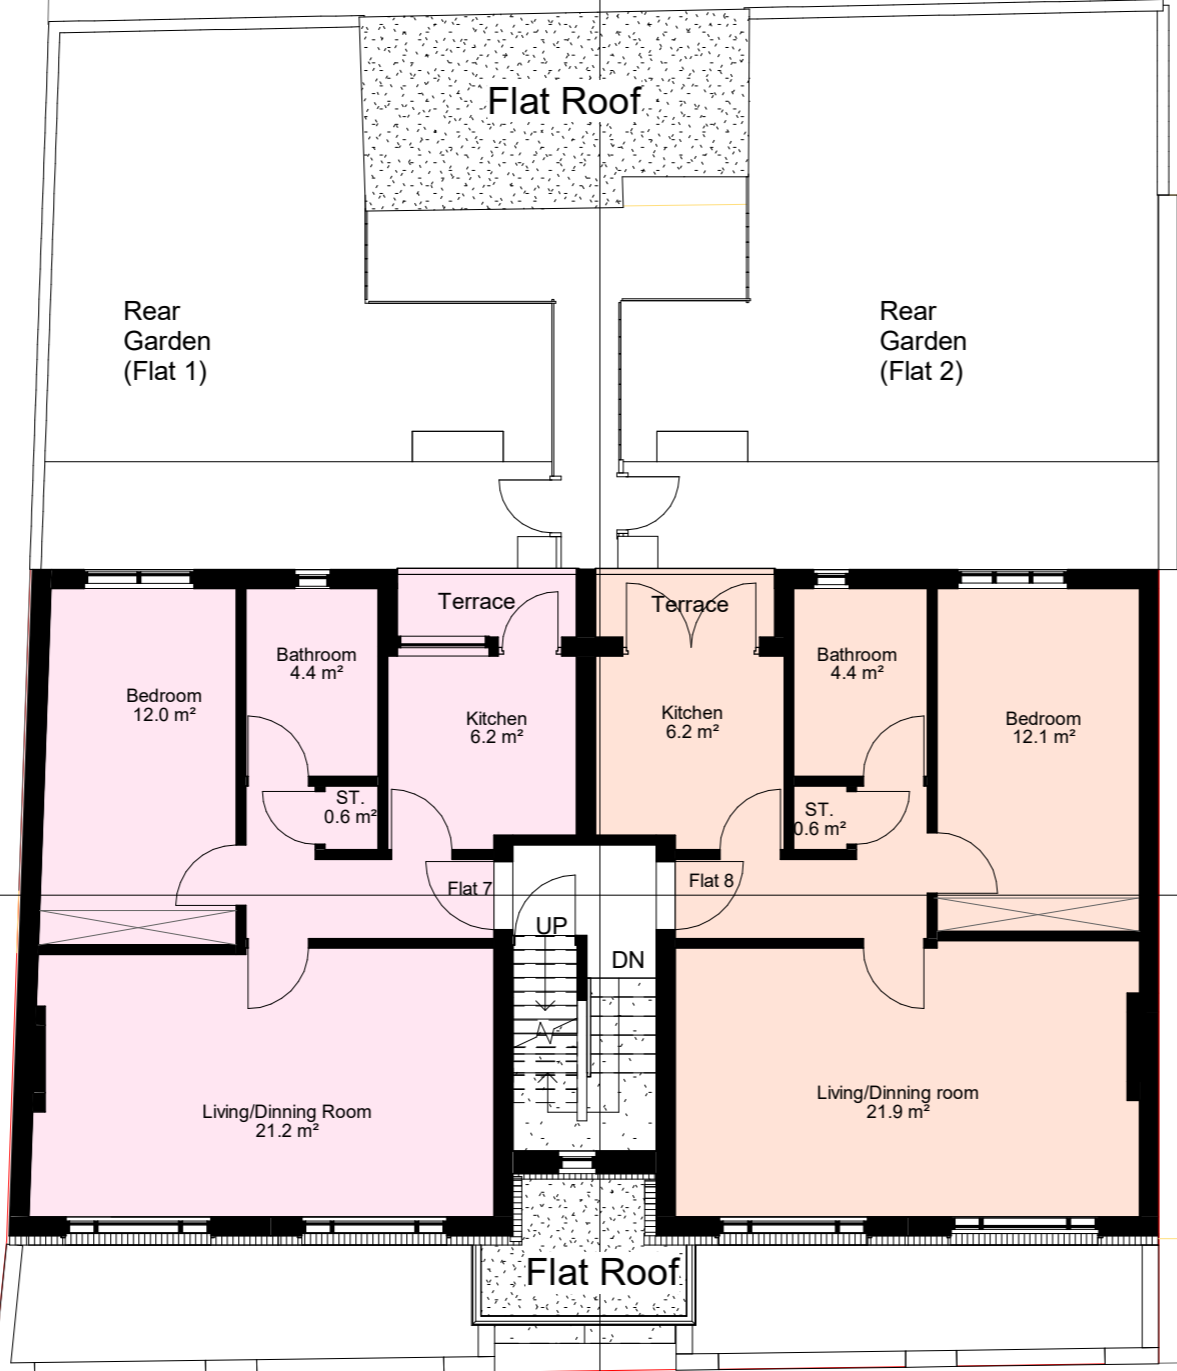 Flat Roof
Rear
Garden
(Flat 1)
Rear
Garden
(Flat 2)
Terrace
Terrace
Bathroom
4.4 m²
Bathroom
4.4 m²
Bedroom
12.0 m²
Kitchen
6.2 m²
Kitchen
6.2 m²
Bedroom
12.1 m²
ST.
0.6 m²
ST.
0.6 m²
Flat 7
Flat 8
UP
DN
Living/Dinning Room
21.2 m²
Living/Dinning room
21.9 m²
Flat Roof